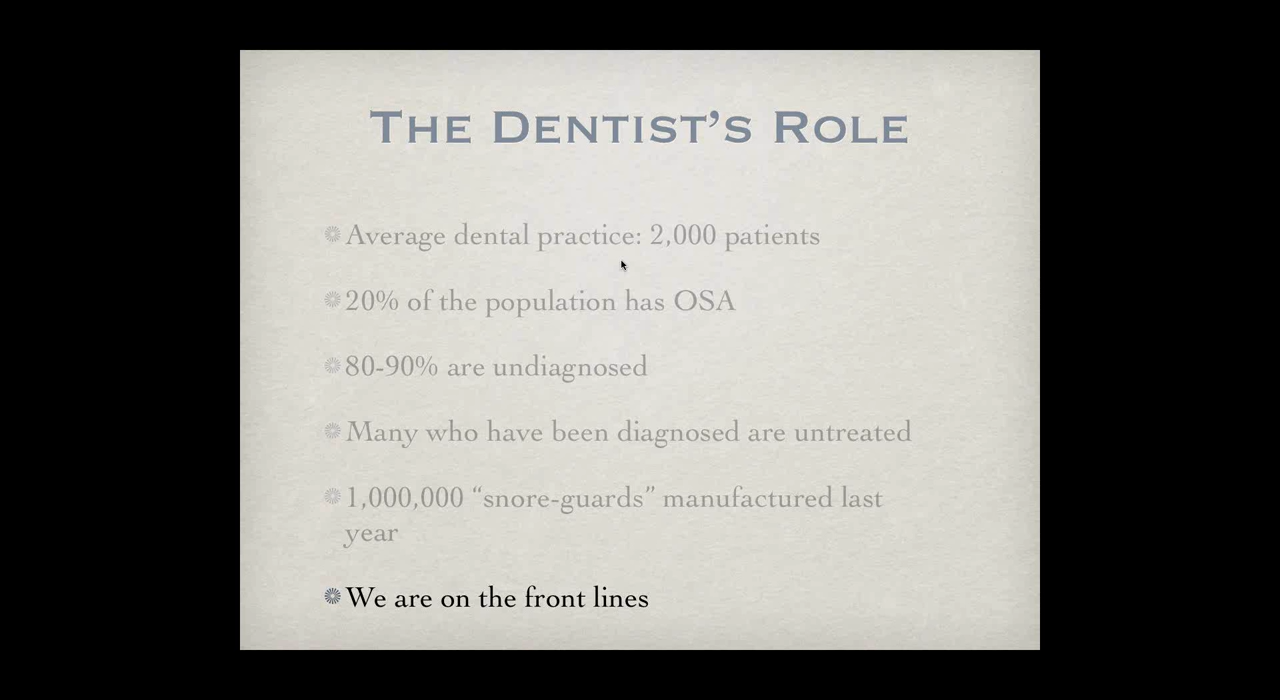 The Dentist’s Role
Average dental practice: 2,000 patients
20% of the population has OSA
80-90% are undiagnosed
Many who have been diagnosed are untreated
1,000,000 “snore-guards” manufactured last
year
We are on the front lines